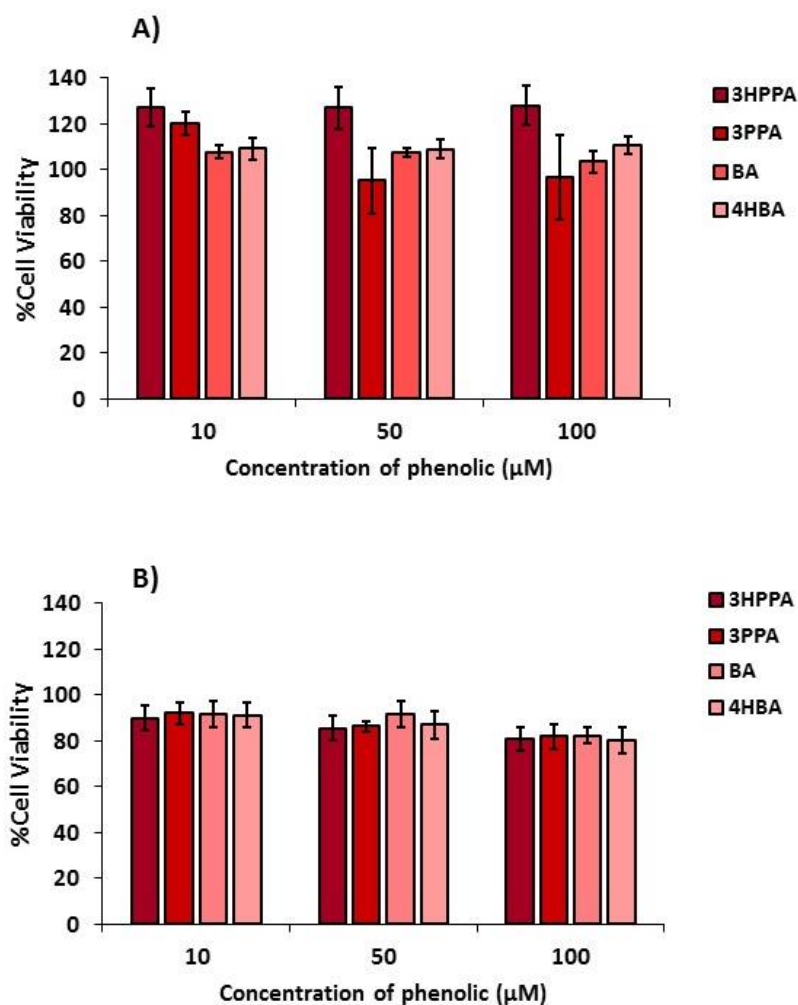 A)
140
120
100
80
60
40
20
0
%Cell Viability
10 50 100
Concentration of phenolic (µM)
3HPPA
3PPA
BA
4HBA
B)
140
120
100
80
60
40
20
0
%Cell Viability
10 50 100
Concentration of phenolic (µM)
3HPPA
3PPA
BA
4HBA